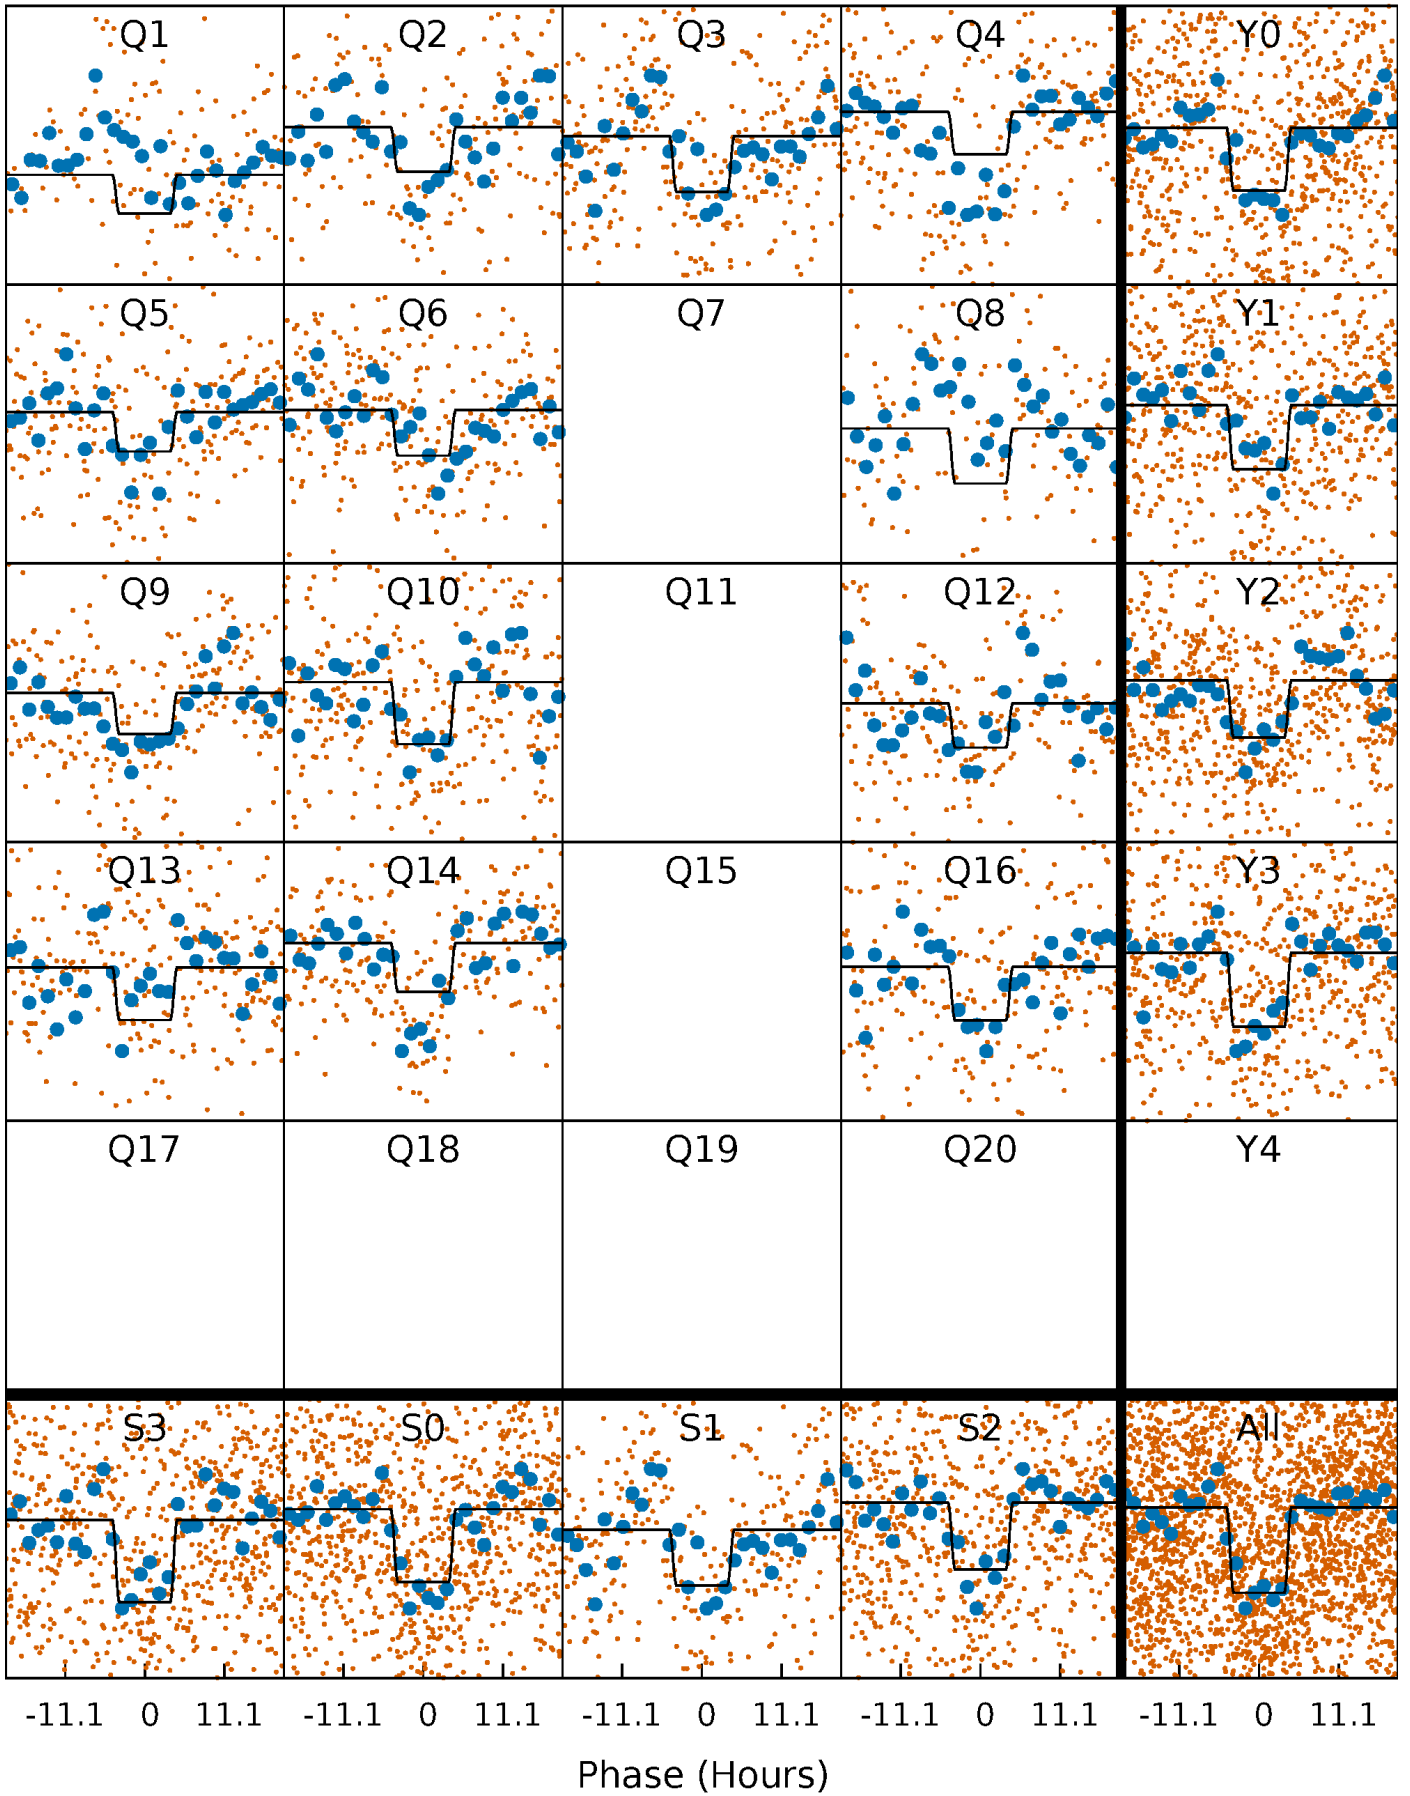 Q1 Q2 Q3 Q4 Y0
Q5 Q6 Q7 Q8 Y1
Q9 Q10 Q11 Q12 Y2
Q13 Q14 Q15 Q16 Y3
Q17 Q18 Q19 Q20 Y4
S3 S0 S1 S2 All
-11.1 0 11.1 -11.1 0 11.1 -11.1 0 11.1 -11.1 0 11.1 -11.1 0 11.1
Phase (Hours)